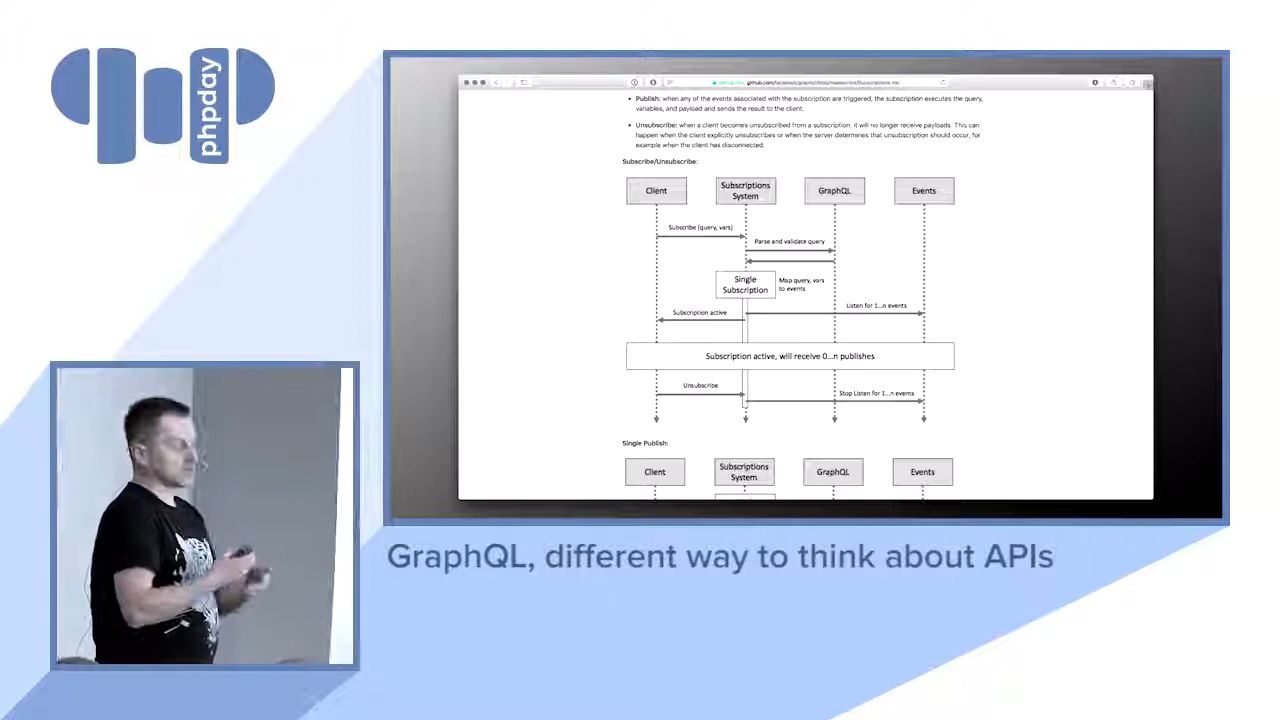 phpday
Publish: when any of the events associated with the subscription are triggered, the subscription executes the query,
variables, and payload and sends the result to the client.
Unsubscribe: when a client becomes unsubscribed from a subscription, it will no longer receive payloads. This can
happen when the client explicitly unsubscribes or when the server determines that unsubscription should occur, for
example when the client has disconnected.
Subscribe/Unsubscribe:
Client
Subscriptions
System
GraphQL
Events
Subscribe (query, vars)
Parse and validate query
Single
Subscription
Map query, vars
to events
Listen for 1...n events
Subscription active
Subscription active, will receive 0...n publishes
Unsubscribe
Stop Listen for 1...n events
Single Publish:
Client
Subscriptions
System
GraphQL
Events
GraphQL, different way to think about APIs